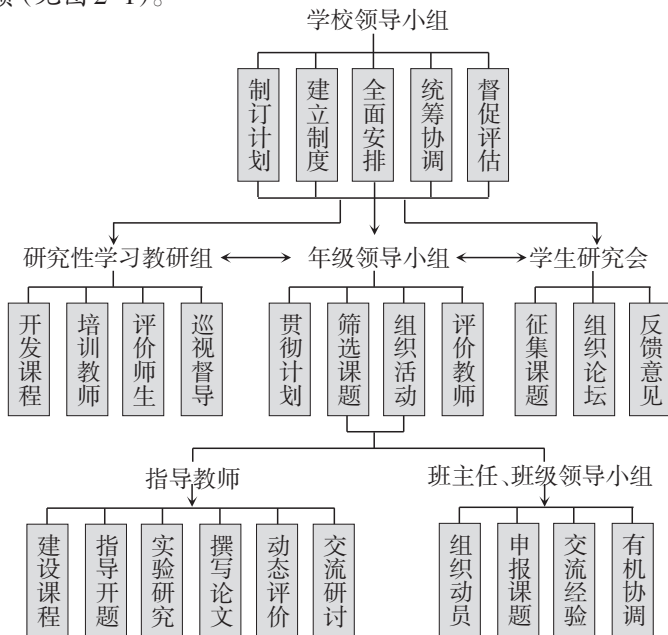 (见图2-1)。
学校领导小组
制订计划
建立制度
全面安排
统筹协调
督促评估
研究性学习教研组
年级领导小组
学生研究会
开发课程
培训教师
评价师生
巡视督导
贯彻计划
筛选课题
组织活动
评价教师
征集课题
组织论坛
反馈意见
指导教师
班主任、班级领导小组
建设课程
指导开题
实验研究
撰写论文
动态评价
交流研讨
组织动员
申报课题
交流经验
有机协调